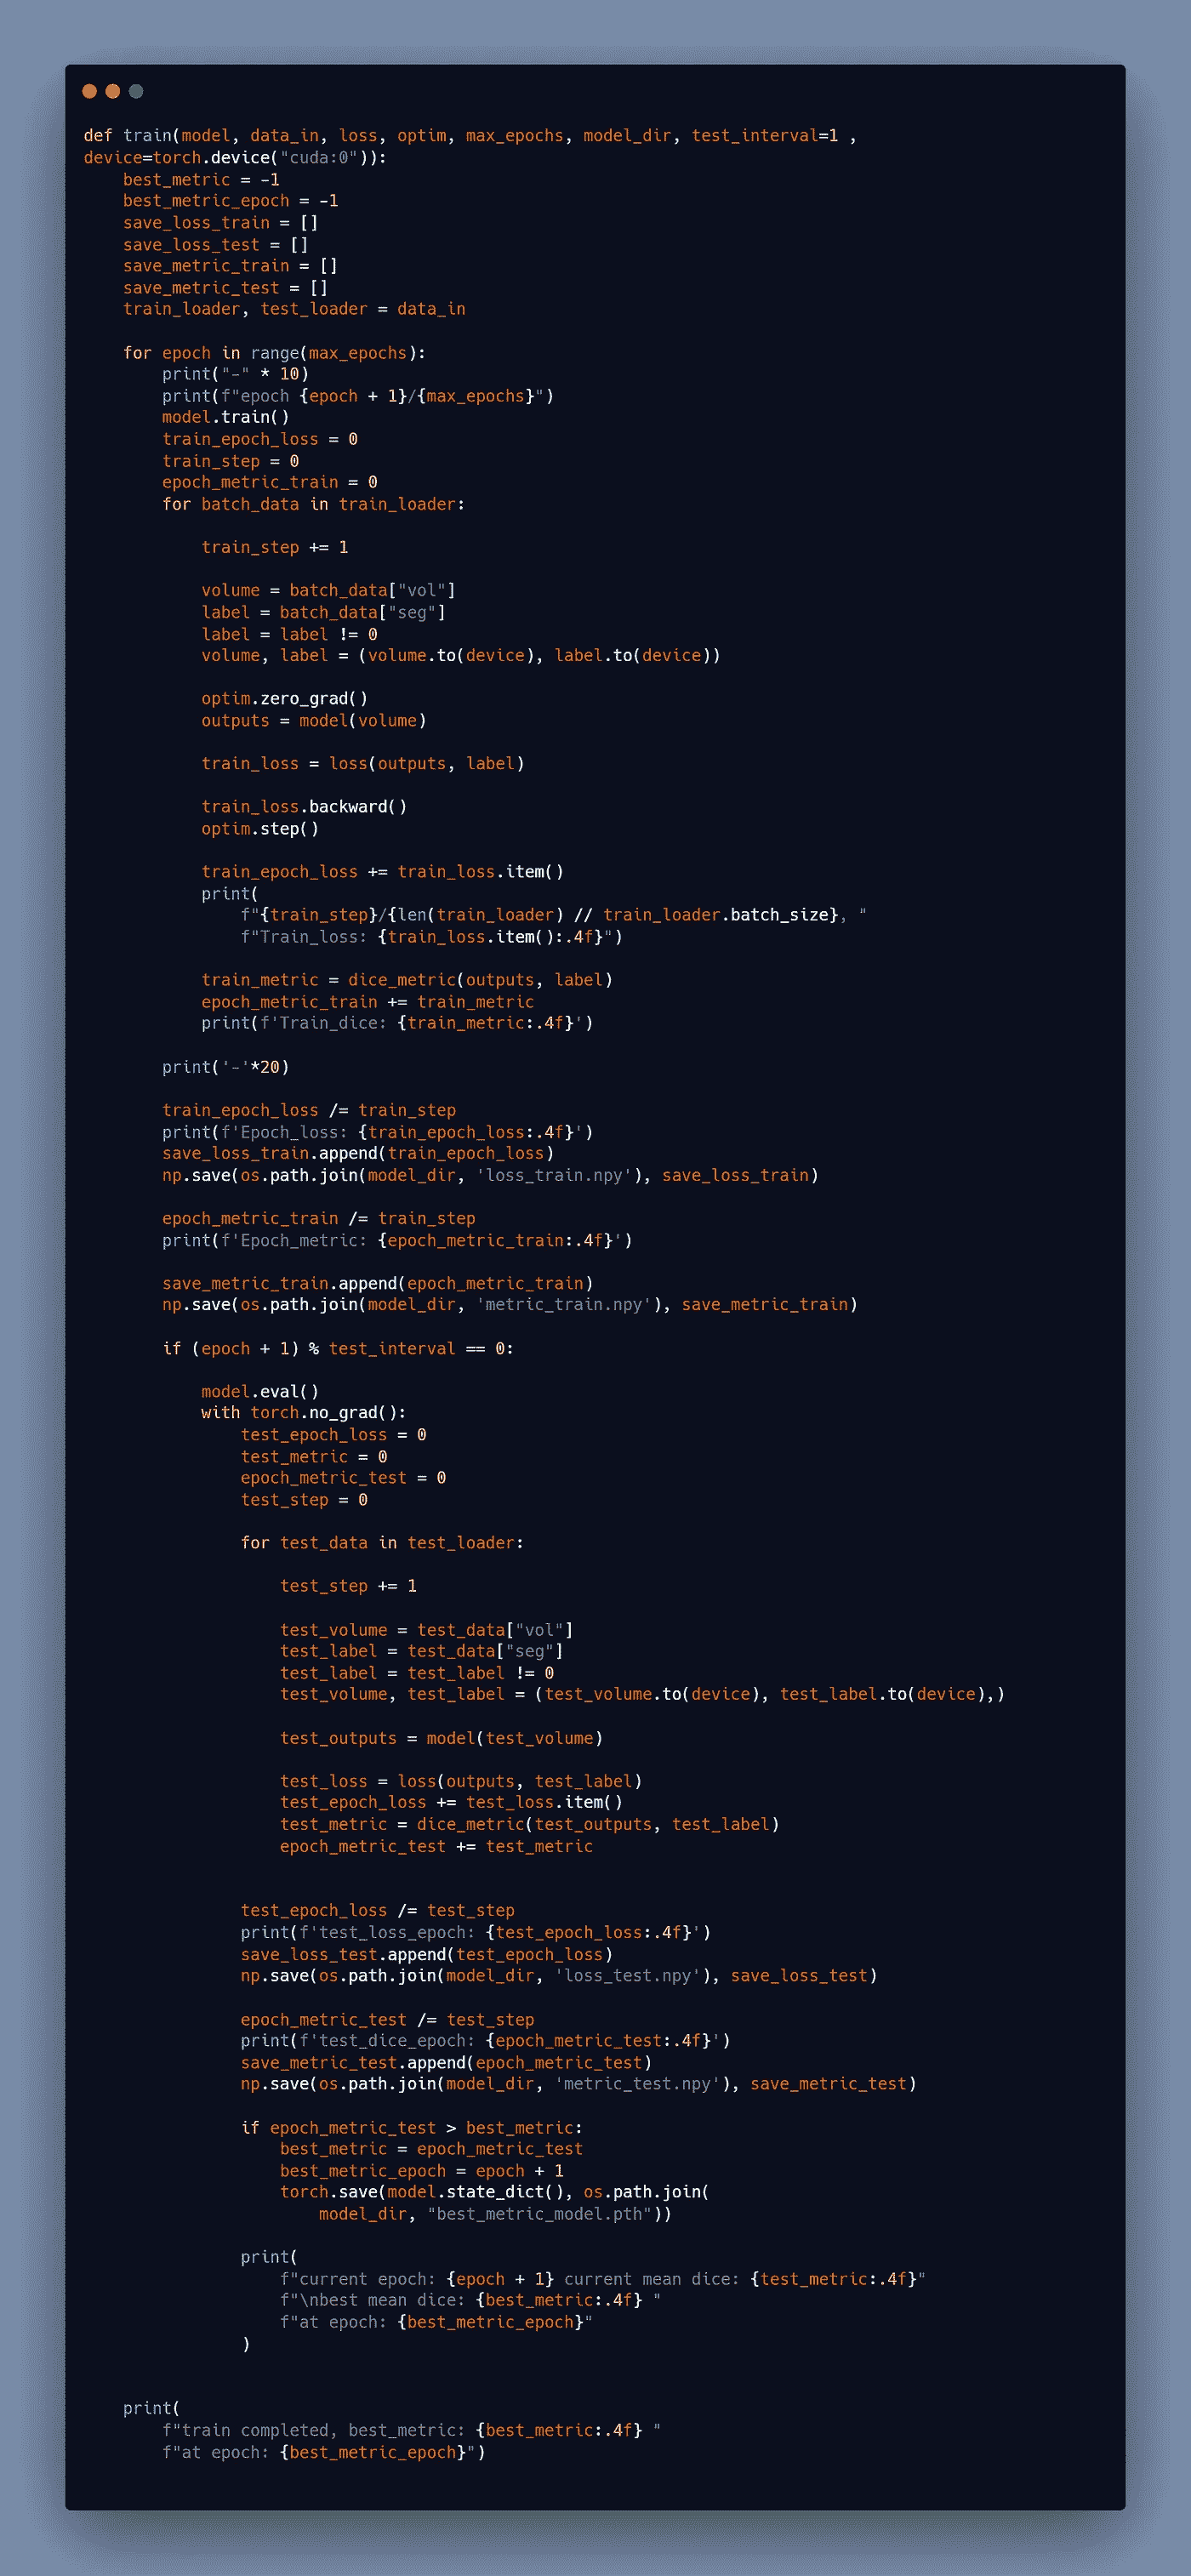 def train(model, data_in, loss, optim, max_epochs, model_dir, test_interval=1 ,
device=torch.device("cuda:0")):
    best_metric = -1
    best_metric_epoch = -1
    save_loss_train = []
    save_loss_test = []
    save_metric_train = []
    save_metric_test = []
    train_loader, test_loader = data_in

    for epoch in range(max_epochs):
        print("-" * 10)
        print(f"epoch {epoch + 1}/{max_epochs}")
        model.train()
        train_epoch_loss = 0
        train_step = 0
        epoch_metric_train = 0
        for batch_data in train_loader:

            train_step += 1

            volume = batch_data["vol"]
            label = batch_data["seg"]
            label = label != 0
            volume, label = (volume.to(device), label.to(device))

            optim.zero_grad()
            outputs = model(volume)

            train_loss = loss(outputs, label)

            train_loss.backward()
            optim.step()

            train_epoch_loss += train_loss.item()
            print(
                f"{train_step}/{len(train_loader) // train_loader.batch_size}, "
                f"Train_loss: {train_loss.item():.4f}")

            train_metric = dice_metric(outputs, label)
            epoch_metric_train += train_metric
            print(f'Train_dice: {train_metric:.4f}')

        print('-'*20)

        train_epoch_loss /= train_step
        print(f'Epoch_loss: {train_epoch_loss:.4f}')
        save_loss_train.append(train_epoch_loss)
        np.save(os.path.join(model_dir, 'loss_train.npy'), save_loss_train)

        epoch_metric_train /= train_step
        print(f'Epoch_metric: {epoch_metric_train:.4f}')

        save_metric_train.append(epoch_metric_train)
        np.save(os.path.join(model_dir, 'metric_train.npy'), save_metric_train)

        if (epoch + 1) % test_interval == 0:

            model.eval()
            with torch.no_grad():
                test_epoch_loss = 0
                test_metric = 0
                epoch_metric_test = 0
                test_step = 0

                for test_data in test_loader:

                    test_step += 1

                    test_volume = test_data["vol"]
                    test_label = test_data["seg"]
                    test_label = test_label != 0
                    test_volume, test_label = (test_volume.to(device), test_label.to(device),)

                    test_outputs = model(test_volume)

                    test_loss = loss(outputs, test_label)
                    test_epoch_loss += test_loss.item()
                    test_metric = dice_metric(test_outputs, test_label)
                    epoch_metric_test += test_metric


                test_epoch_loss /= test_step
                print(f'test_loss_epoch: {test_epoch_loss:.4f}')
                save_loss_test.append(test_epoch_loss)
                np.save(os.path.join(model_dir, 'loss_test.npy'), save_loss_test)

                epoch_metric_test /= test_step
                print(f'test_dice_epoch: {epoch_metric_test:.4f}')
                save_metric_test.append(epoch_metric_test)
                np.save(os.path.join(model_dir, 'metric_test.npy'), save_metric_test)

                if epoch_metric_test > best_metric:
                    best_metric = epoch_metric_test
                    best_metric_epoch = epoch + 1
                    torch.save(model.state_dict(), os.path.join(
                        model_dir, "best_metric_model.pth"))

                print(
                    f"current epoch: {epoch + 1} current mean dice: {test_metric:.4f}"
                    f"\nbest mean dice: {best_metric:.4f} "
                    f"at epoch: {best_metric_epoch}"
                )


    print(
        f"train completed, best_metric: {best_metric:.4f} "
        f"at epoch: {best_metric_epoch}")